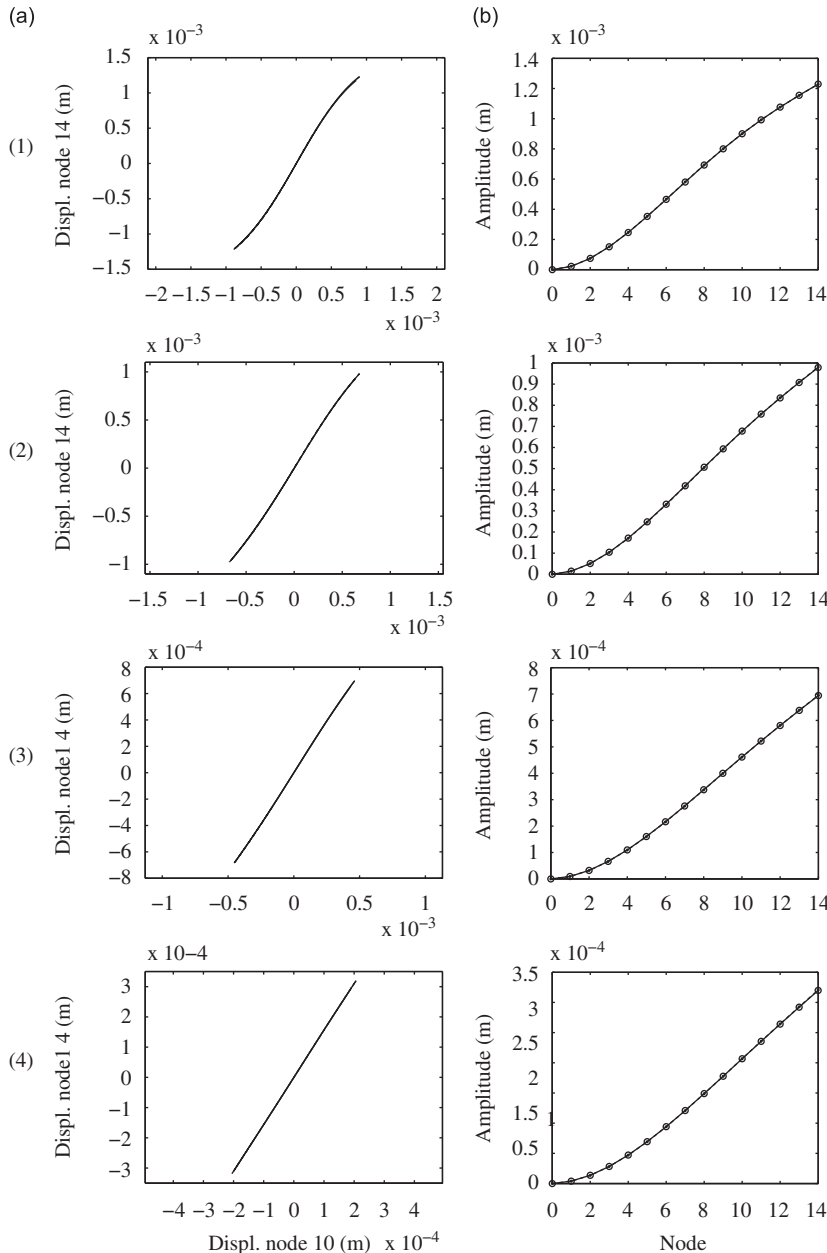 (a)
(b)
(1)
x 10−3
Displ. node 14 (m)
1.5
1
0.5
0
−0.5
−1
−1.5
−2 −1.5 −1 −0.5 0 0.5 1 1.5 2
x 10−3
x 10−3
Amplitude (m)
1.4
1.2
1
0.8
0.6
0.4
0.2
0
0 2 4 6 8 10 12 14
(2)
x 10−3
Displ. node 14 (m)
1
0.5
0
−0.5
−1
−1.5 −1 −0.5 0 0.5 1 1.5
x 10−3
x 10−3
Amplitude (m)
1
0.9
0.8
0.7
0.6
0.5
0.4
0.3
0.2
0.1
0
0 2 4 6 8 10 12 14
(3)
x 10−4
Displ. node1 4 (m)
8
6
4
2
0
−2
−4
−6
−8
−1 −0.5 0 0.5 1
x 10−3
x 10−4
Amplitude (m)
8
7
6
5
4
3
2
1
0
0 2 4 6 8 10 12 14
(4)
x 10−4
Displ. node1 4 (m)
3
2
1
0
−1
−2
−3
−4 −3 −2 −1 0 1 2 3 4
Displ. node 10 (m) x 10−4
x 10−4
Amplitude (m)
3.5
3
2.5
2
1.5
1
0.5
0
0 2 4 6 8 10 12 14
Node